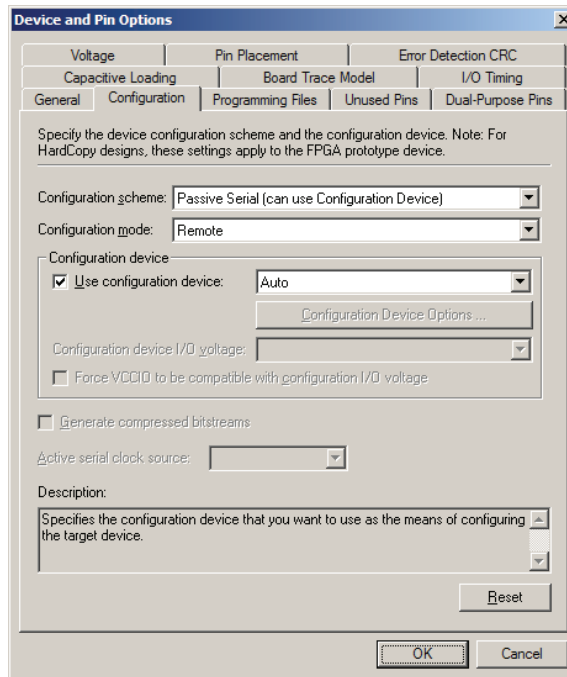 Device and Pin Options
Voltage Pin Placement Error Detection CRC
Capacitive Loading Board Trace Model I/O Timing
General Configuration Programming Files Unused Pins Dual-Purpose Pins
Specify the device configuration scheme and the configuration device. Note: For
HardCopy designs, these settings apply to the FPGA prototype device.
Configuration scheme: Passive Serial (can use Configuration Device)
Configuration mode: Remote
Configuration device
Use configuration device: Auto
Configuration Device Options ...
Configuration device I/O voltage:
Force VCCIO to be compatible with configuration I/O voltage
Generate compressed bitstreams
Active serial clock source:
Description:
Specifies the configuration device that you want to use as the means of configuring
the target device.
Reset
OK Cancel